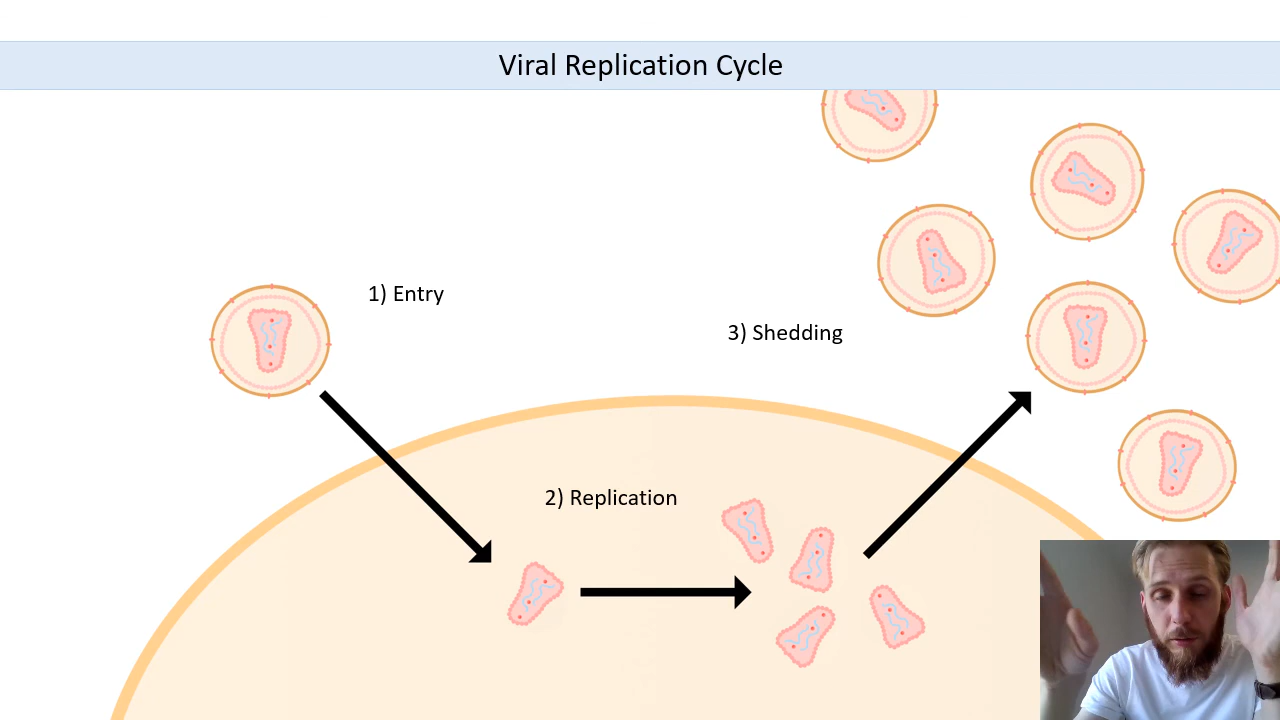 Viral Replication Cycle
1) Entry
3) Shedding
2) Replication